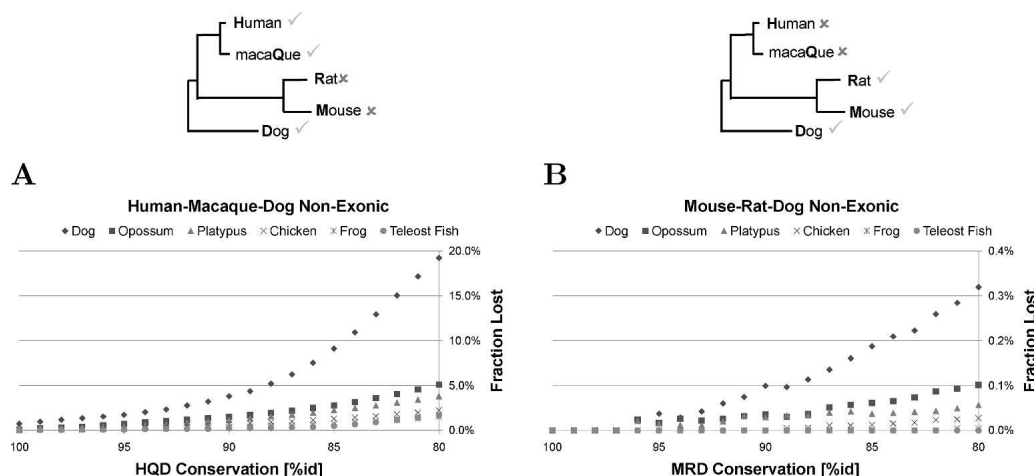 Human ✓
macaQue ✓
Rat ✘
Mouse ✘
Dog ✓
A
Human-Macaque-Dog Non-Exonic
Dog Opossum Platypus Chicken Frog Teleost Fish
20.0%
15.0%
10.0%
5.0%
0.0%
Fraction Lost
100 95 90 85 80
HQD Conservation [%id]
Human ✘
macaQue ✘
Rat ✓
Mouse ✓
Dog ✓
B
Mouse-Rat-Dog Non-Exonic
Dog Opossum Platypus Chicken Frog Teleost Fish
0.4%
0.3%
0.2%
0.1%
0.0%
Fraction Lost
100 95 90 85 80
MRD Conservation [%id]